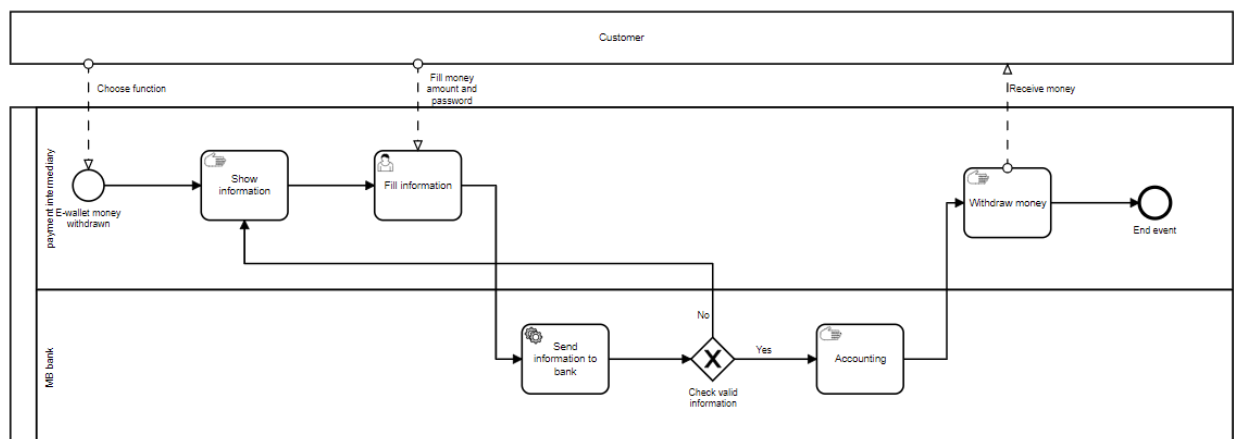 Customer
Choose function
Fill money
amount and
password
Receive money
payment intermediary
E-wallet money
withdrawn
Show
information
Fill information
Withdraw money
End event
MB bank
Send
information to
bank
No
X
Check valid
information
Yes
Accounting